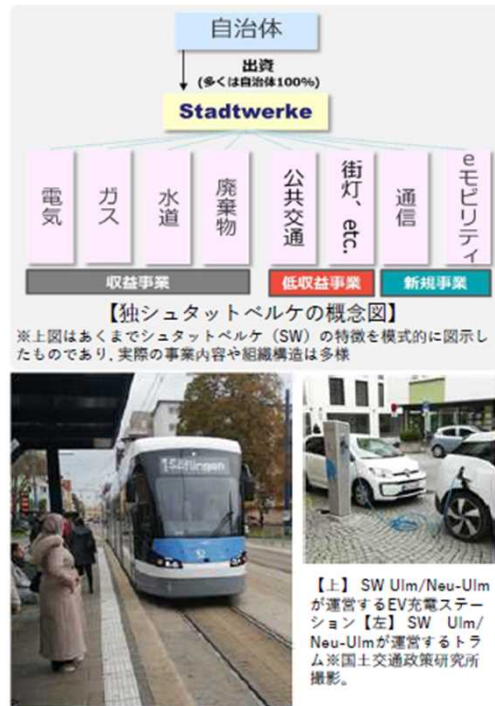 自治体
出資
(多くは自治体100%)
Stadtwerke
電気
ガス
水道
廃棄物
公共交通
街灯、etc.
通信
eモビリティ
収益事業
低収益事業
新規事業
【独シュタットベルケの概念図】
※上図はあくまでシュタットベルケ（SW）の特徴を模式的に図示し
たものであり、実際の事業内容や組織構造は多様
1 Söflingen
【上】 SW Ulm/Neu-Ulm
が運営するEV充電ステー
ション【左】 SW Ulm/
Neu-Ulmが運営するトラ
ム※国土交通政策研究所
撮影。